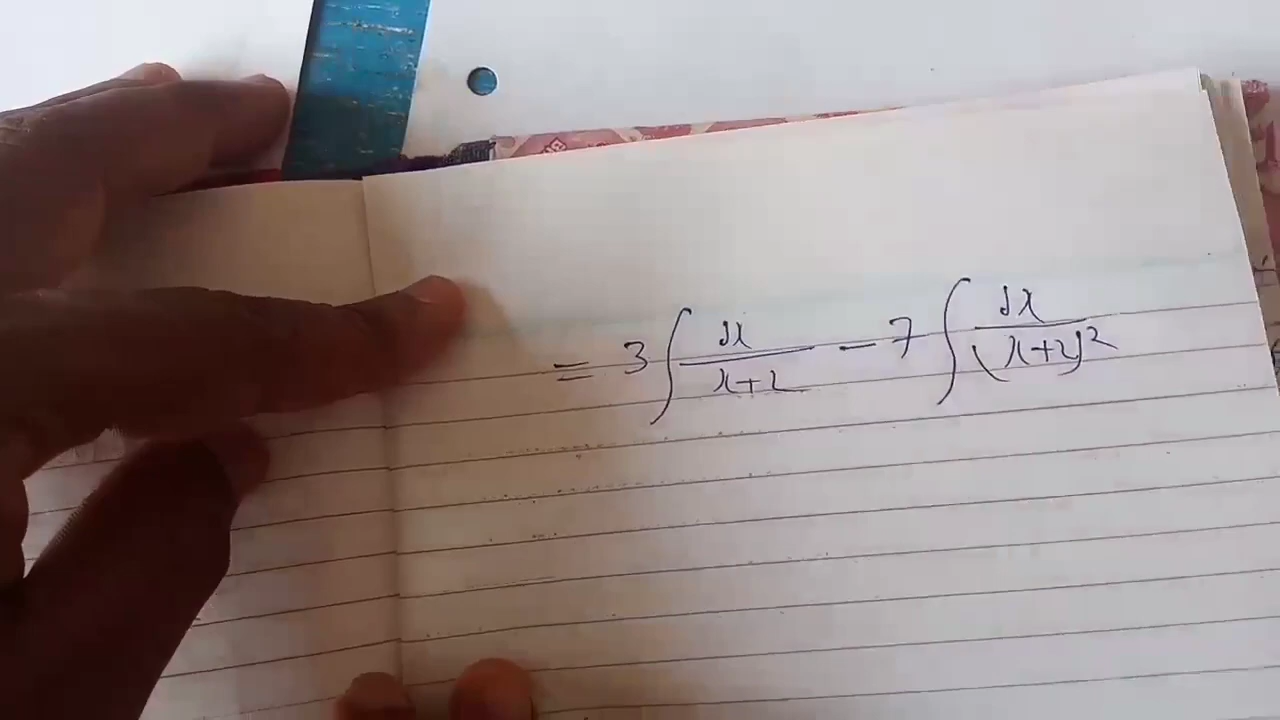 = 3 ∫ dx/(x+2) - 7 ∫ dx/(x+2)²